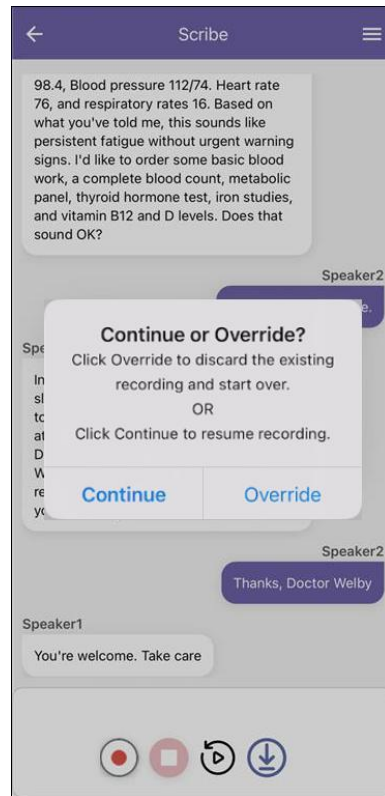 Scribe
98.4, Blood pressure 112/74. Heart rate
76, and respiratory rates 16. Based on
what you've told me, this sounds like
persistent fatigue without urgent warning
signs. I'd like to order some basic blood
work, a complete blood count, metabolic
panel, thyroid hormone test, iron studies,
and vitamin B12 and D levels. Does that
sound OK?
Speaker2
Continue or Override?
Click Override to discard the existing
recording and start over.
OR
Click Continue to resume recording.
Continue
Override
Speaker2
Thanks, Doctor Welby
Speaker1
You're welcome. Take care